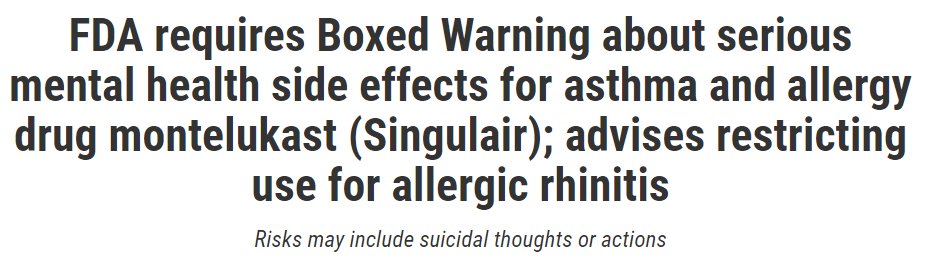 FDA requires Boxed Warning about serious
mental health side effects for asthma and allergy
drug montelukast (Singulair); advises restricting
use for allergic rhinitis
Risks may include suicidal thoughts or actions